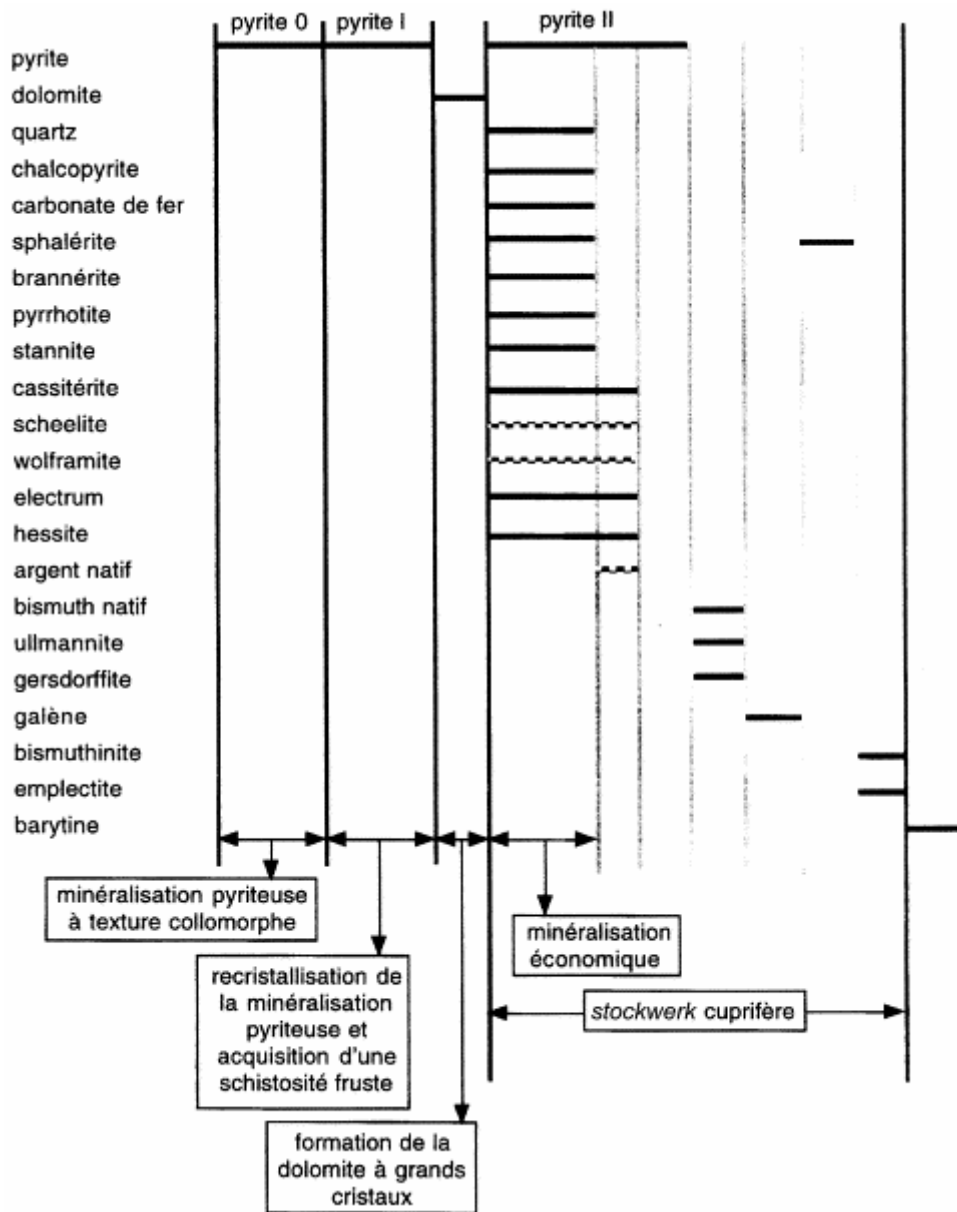 pyrite 0
pyrite I
pyrite II
pyrite
dolomite
quartz
chalcopyrite
carbonate de fer
sphalérite
brannérite
pyrrhotite
stannite
cassitérite
scheelite
wolframite
electrum
hessite
argent natif
bismuth natif
ullmannite
gersdorffite
galène
bismuthinite
emplectite
barytine
minéralisation pyriteuse
à texture collomorphe
recristallisation de
la minéralisation
pyriteuse et
acquisition d'une
schistosité fruste
formation de la
dolomite à grands
cristaux
minéralisation
économique
stockwerk cuprifère